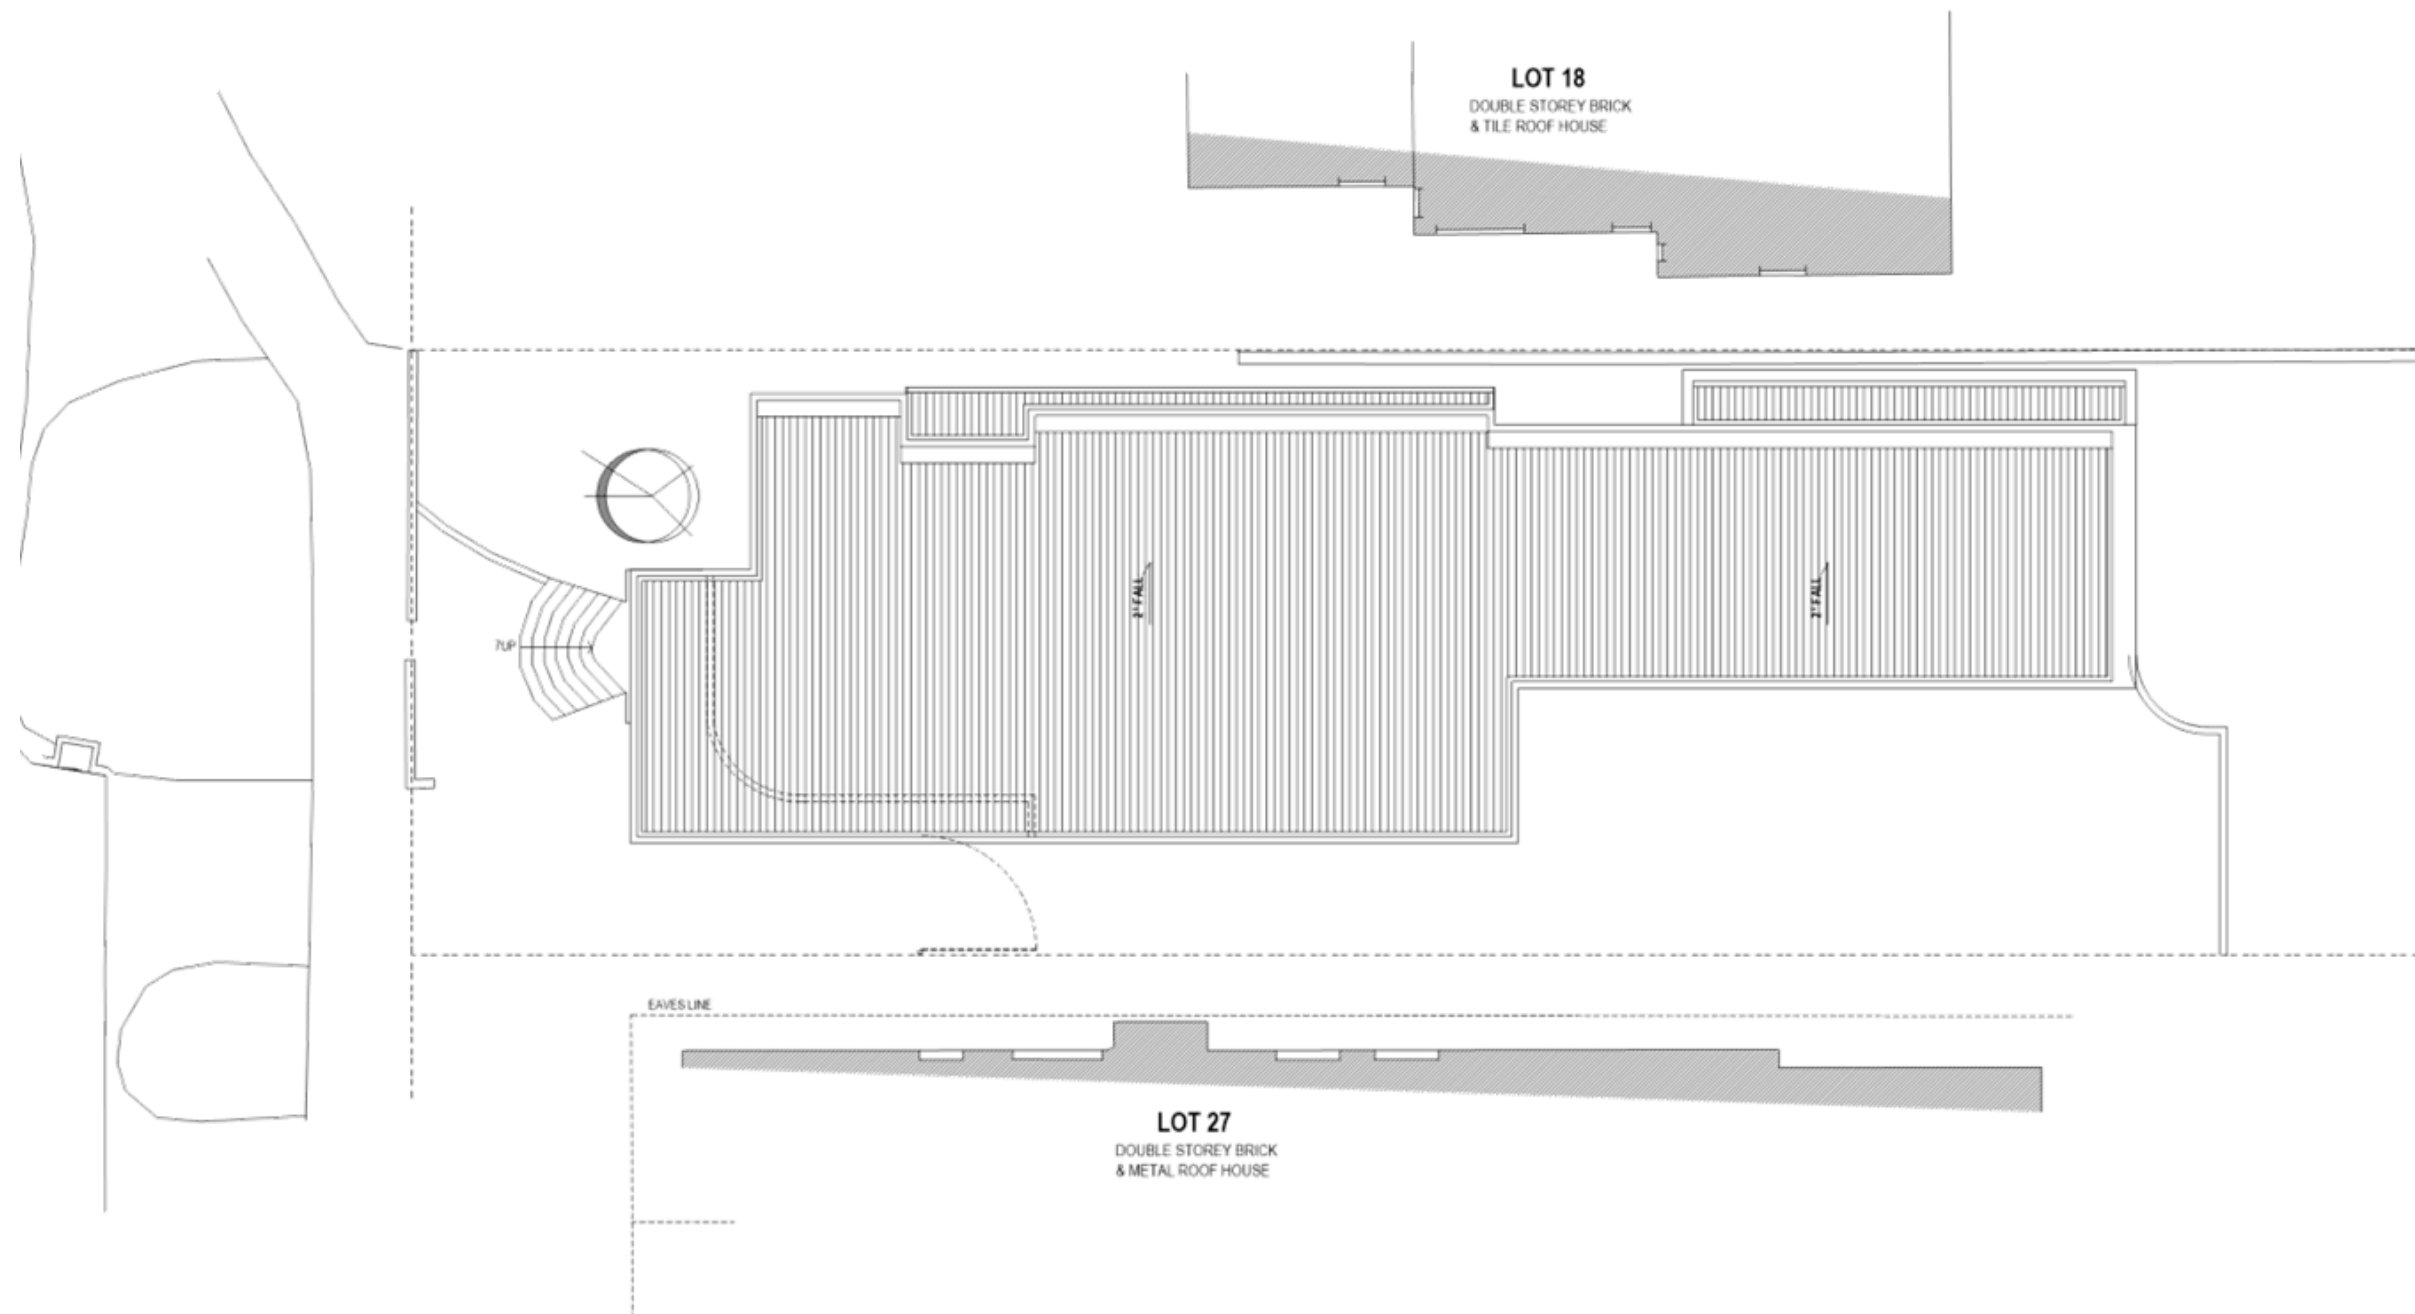 LOT 18
DOUBLE STOREY BRICK
& TILE ROOF HOUSE
2° FALL
2° FALL
7UP
EAVES LINE
LOT 27
DOUBLE STOREY BRICK
& METAL ROOF HOUSE